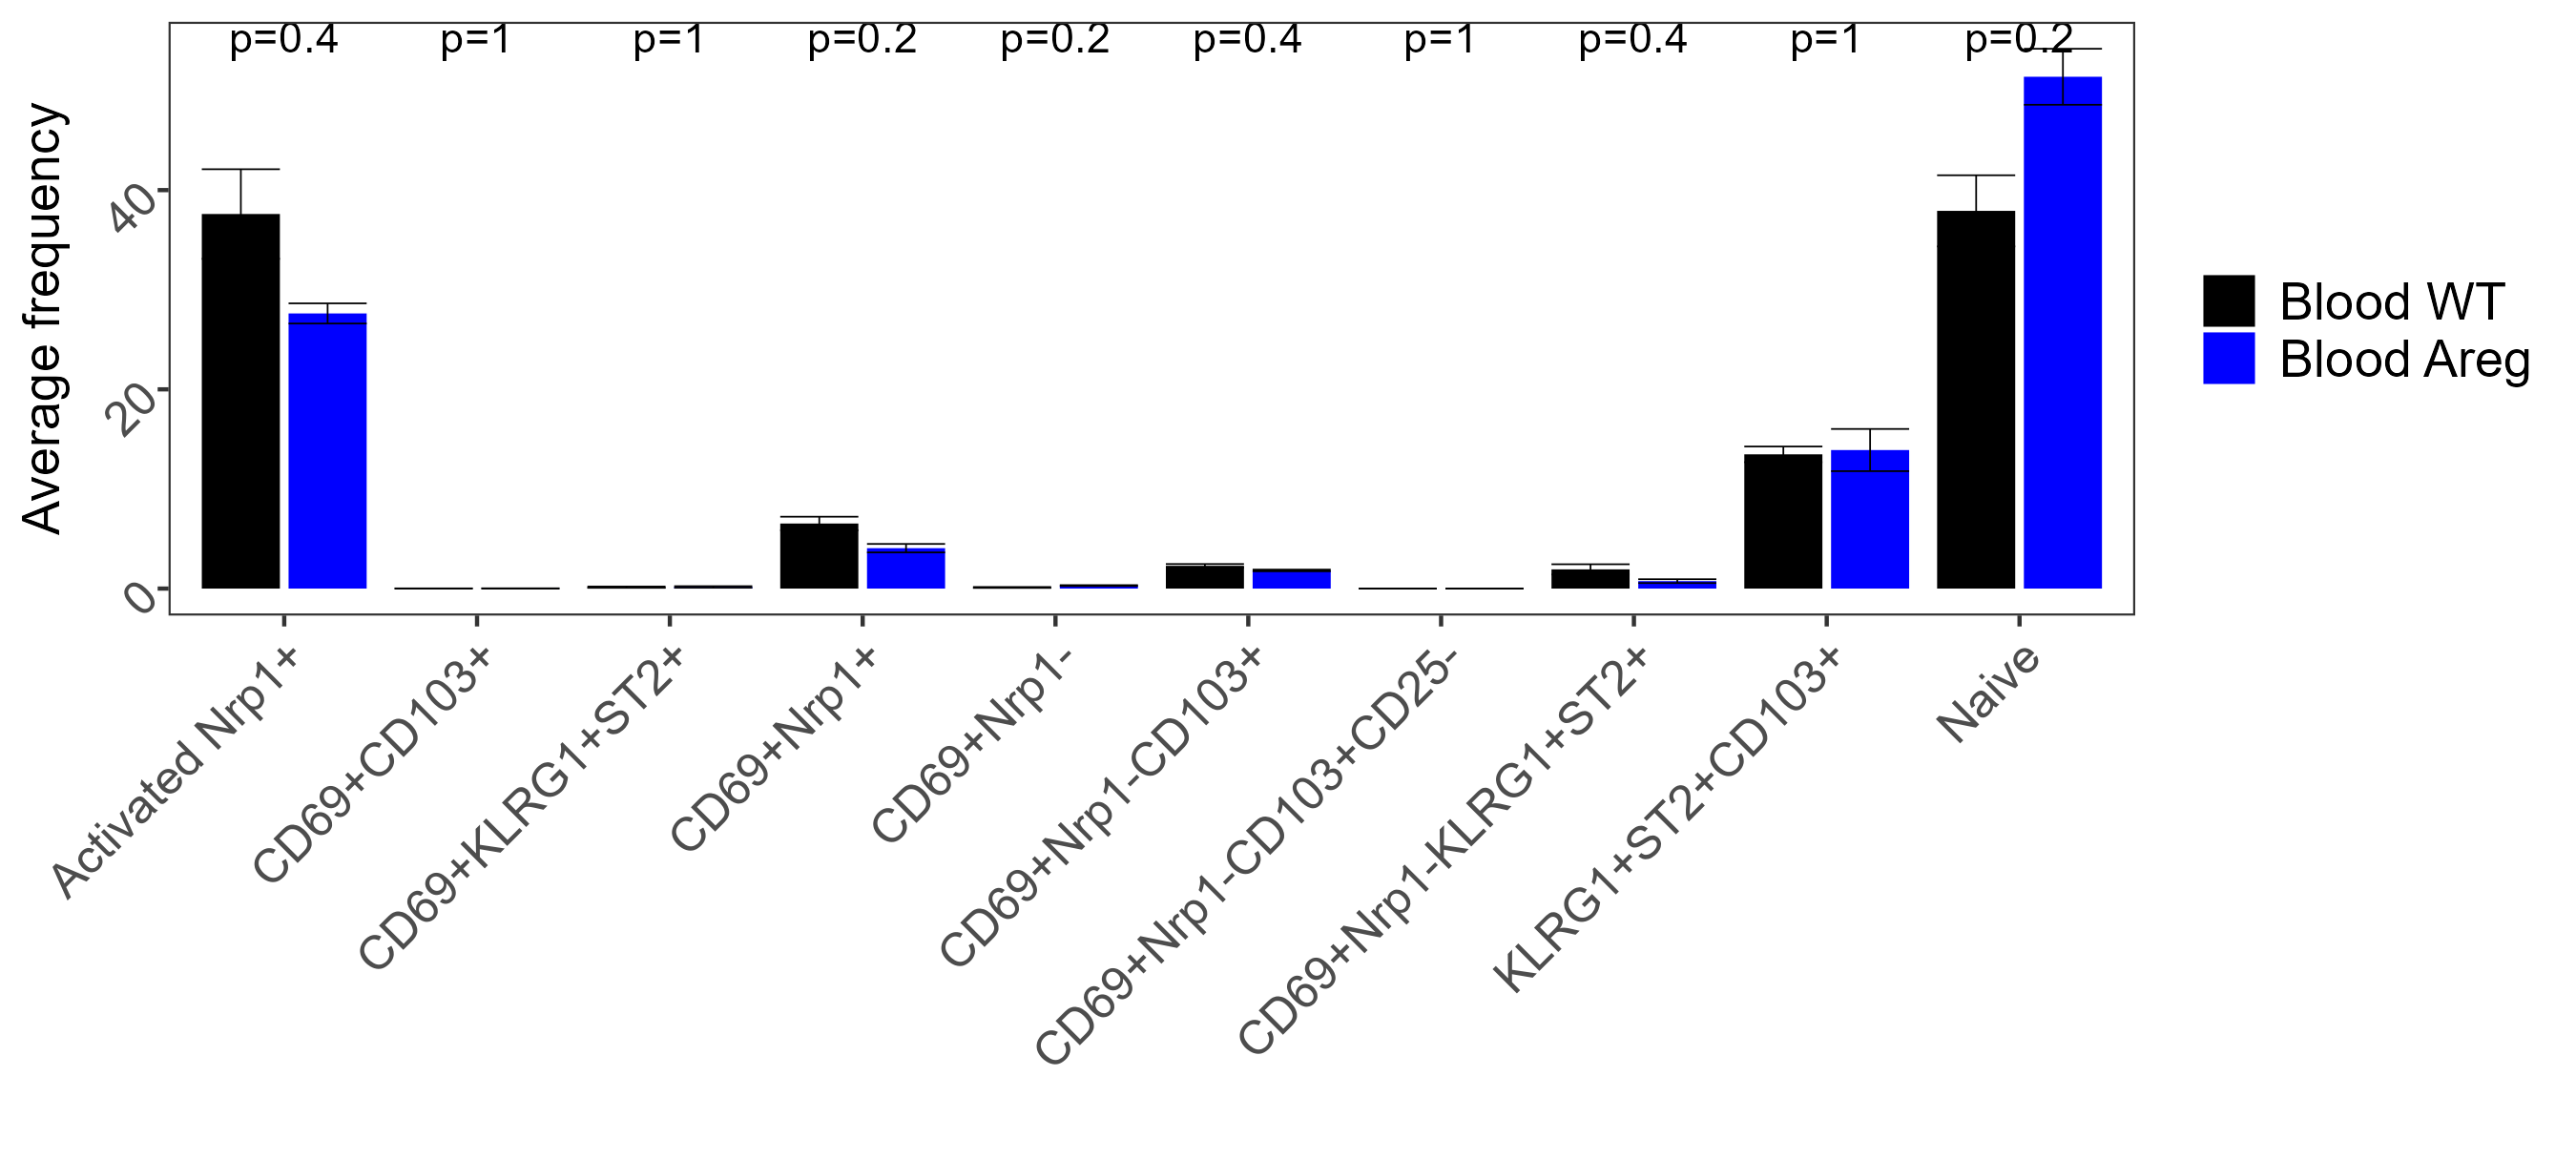 p=0.4 p=1 p=1 p=0.2 p=0.2 p=0.4 p=1 p=0.4 p=1 p=0.2
Average frequency
40
20
0
Blood WT
Blood Areg
Activated Nrp1+
CD69+CD103+
CD69+KLRG1+ST2+
CD69+Nrp1+
CD69+Nrp1-
CD69+Nrp1-CD103+
CD69+Nrp1-CD103+CD25-
CD69+Nrp1-KLRG1+ST2+
KLRG1+ST2+CD103+
Naive